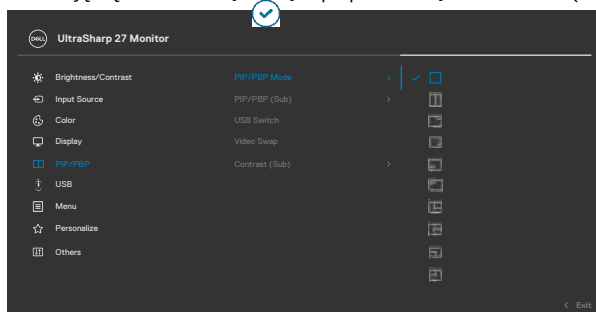 DELL
UltraSharp 27 Monitor
Brightness/Contrast
PIP/PBP Mode
Input Source
PIP/PBP (Sub)
Color
USB Switch
Display
Video Swap
PIP/PBP
Contrast (Sub)
USB
Menu
Personalize
Others
Exit